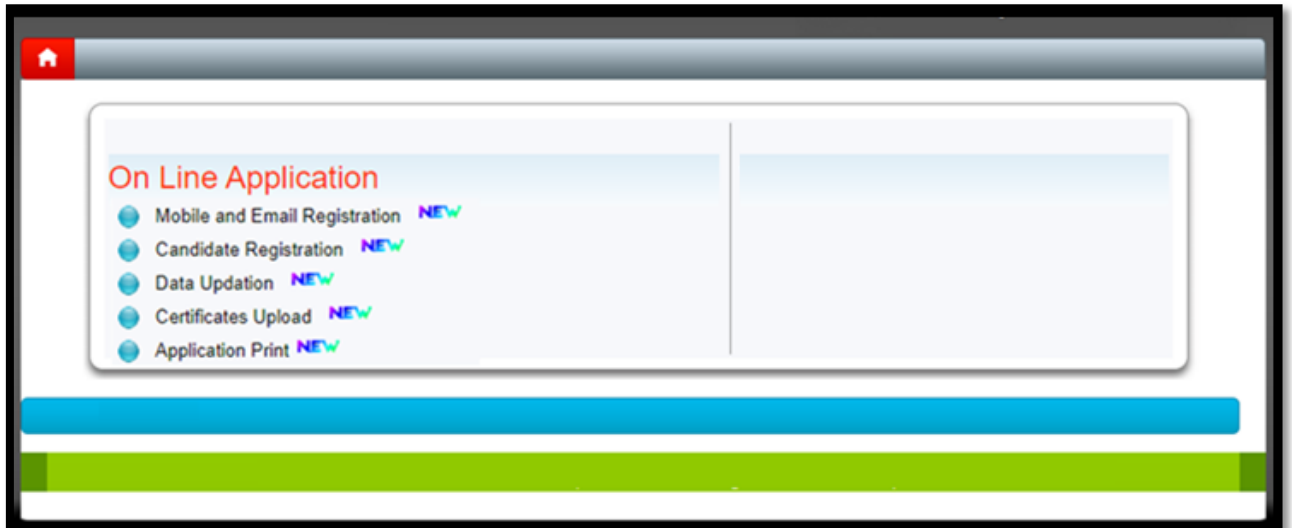 On Line Application
Mobile and Email Registration NEW
Candidate Registration NEW
Data Updation NEW
Certificates Upload NEW
Application Print NEW